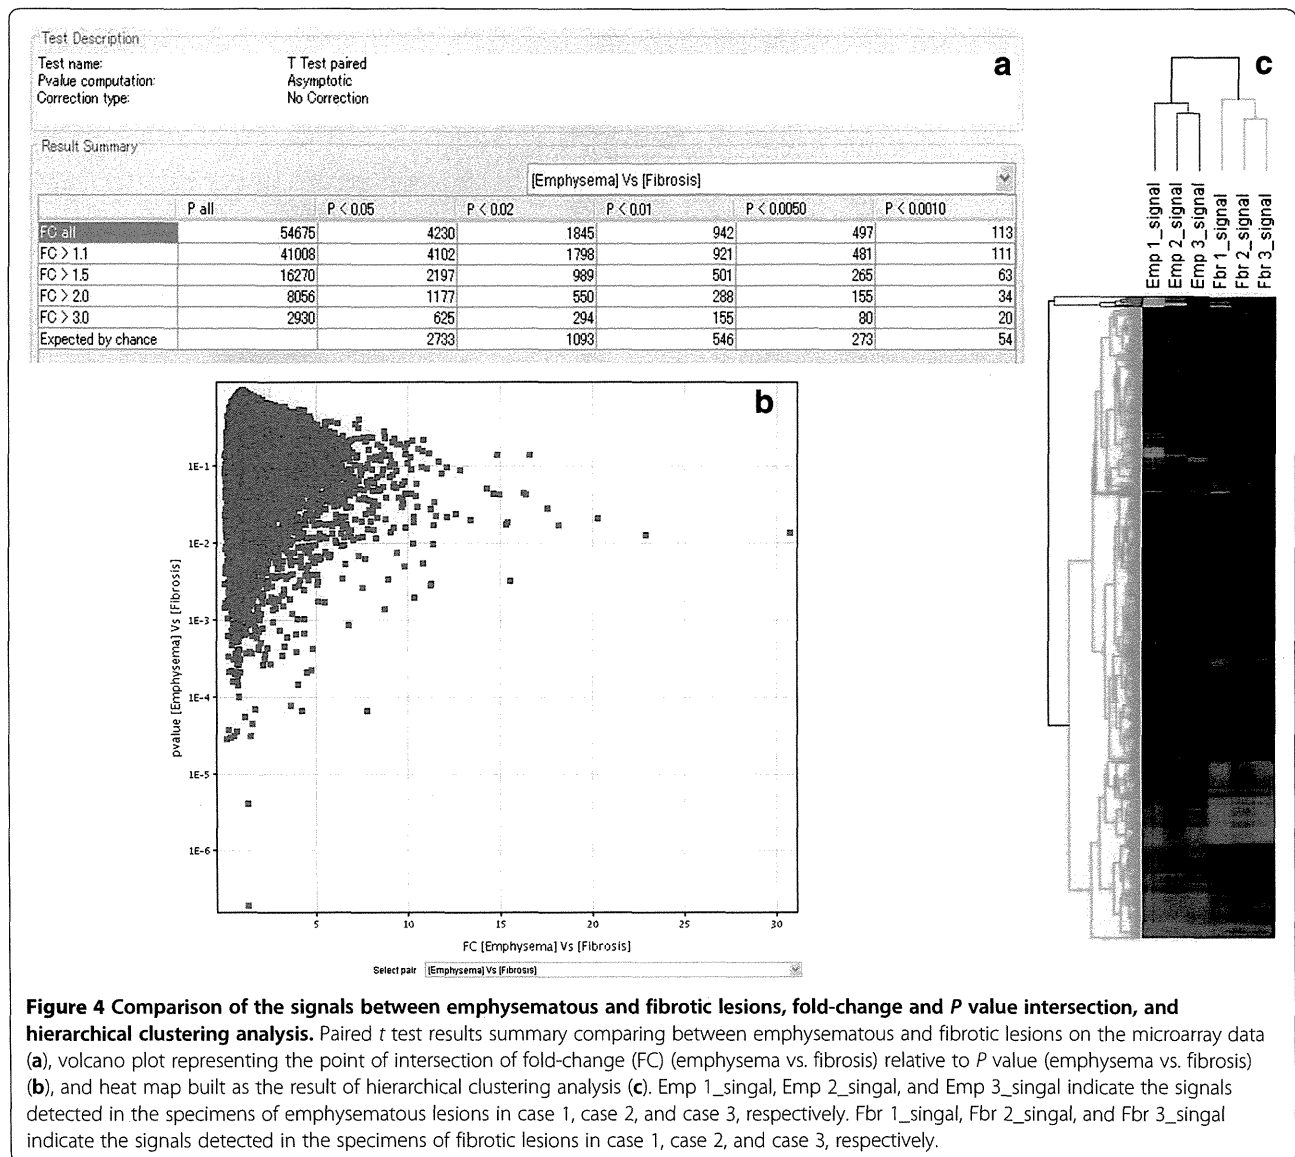 Test Description
Test name: T Test paired
Pvalue computation: Asymptotic
Correction type: No Correction
a
Result Summary
[Emphysema] Vs [Fibrosis]
P all P < 0.05 P < 0.02 P < 0.01 P < 0.0050 P < 0.0010
FC all 54675 4230 1845 942 497 113
FC > 1.1 41008 4102 1798 921 481 111
FC > 1.5 16270 2197 989 501 265 63
FC > 2.0 8056 1177 550 288 155 34
FC > 3.0 2930 625 294 155 80 20
Expected by chance 2733 1093 546 273 54
b
pvalue [Emphysema] Vs [Fibrosis]
1E-1
1E-2
1E-3
1E-4
1E-5
1E-6
5 10 15 20 25 30
FC [Emphysema] Vs [Fibrosis]
Select pair [Emphysema] Vs [Fibrosis]
c
Emp 1_signal
Emp 2_signal
Emp 3_signal
Fbr 1_signal
Fbr 2_signal
Fbr 3_signal
Figure 4 Comparison of the signals between emphysematous and fibrotic lesions, fold-change and P value intersection, and
hierarchical clustering analysis. Paired t test results summary comparing between emphysematous and fibrotic lesions on the microarray data
(a), volcano plot representing the point of intersection of fold-change (FC) (emphysema vs. fibrosis) relative to P value (emphysema vs. fibrosis)
(b), and heat map built as the result of hierarchical clustering analysis (c). Emp 1_singal, Emp 2_singal, and Emp 3_singal indicate the signals
detected in the specimens of emphysematous lesions in case 1, case 2, and case 3, respectively. Fbr 1_singal, Fbr 2_singal, and Fbr 3_singal
indicate the signals detected in the specimens of fibrotic lesions in case 1, case 2, and case 3, respectively.